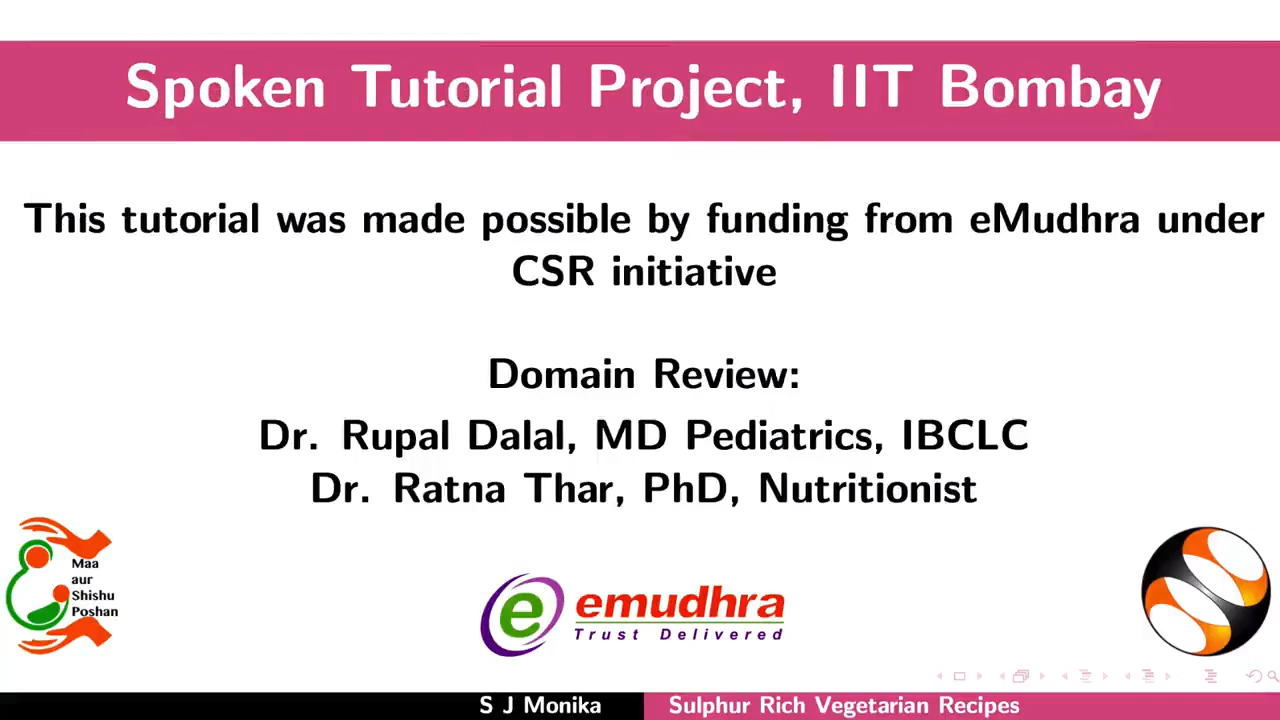 Spoken Tutorial Project, IIT Bombay
This tutorial was made possible by funding from eMudhra under
CSR initiative
Domain Review:
Dr. Rupal Dalal, MD Pediatrics, IBCLC
Dr. Ratna Thar, PhD, Nutritionist
Maa
aur
Shishu
Poshan
e emudhra
Trust Delivered
S J Monika
Sulphur Rich Vegetarian Recipes